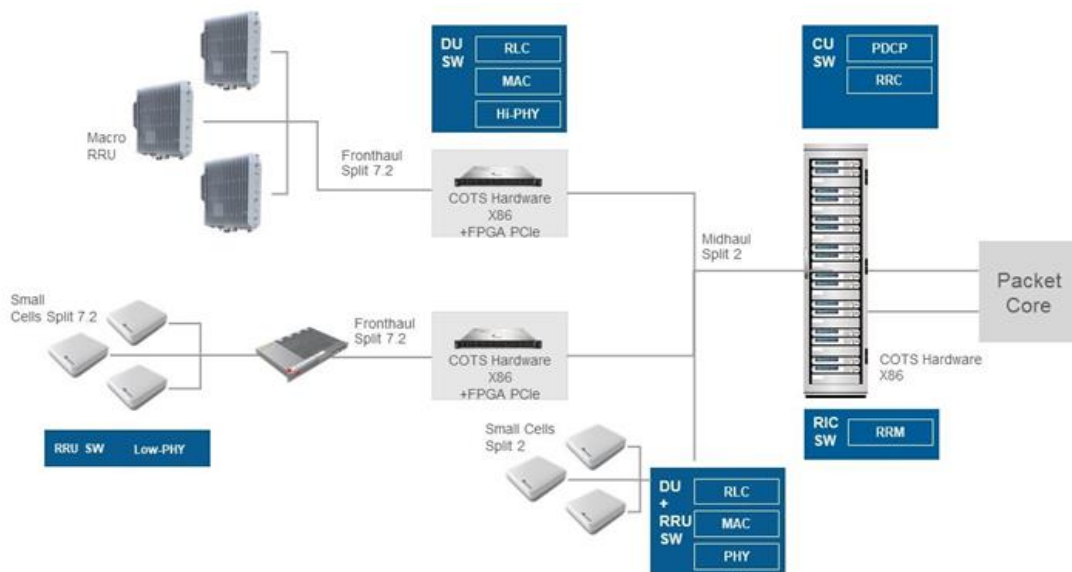 DU
SW
RLC
MAC
Hi-PHY
CU
SW
PDCP
RRC
Macro
RRU
Fronthaul
Split 7.2
COTS Hardware
X86
+FPGA PCIe
Midhaul
Split 2
Packet
Core
Small
Cells Split 7.2
Fronthaul
Split 7.2
COTS Hardware
X86
+FPGA PCIe
COTS Hardware
X86
RRU SW Low-PHY
Small Cells
Split 2
RIC
SW
RRM
DU
+
RRU
SW
RLC
MAC
PHY